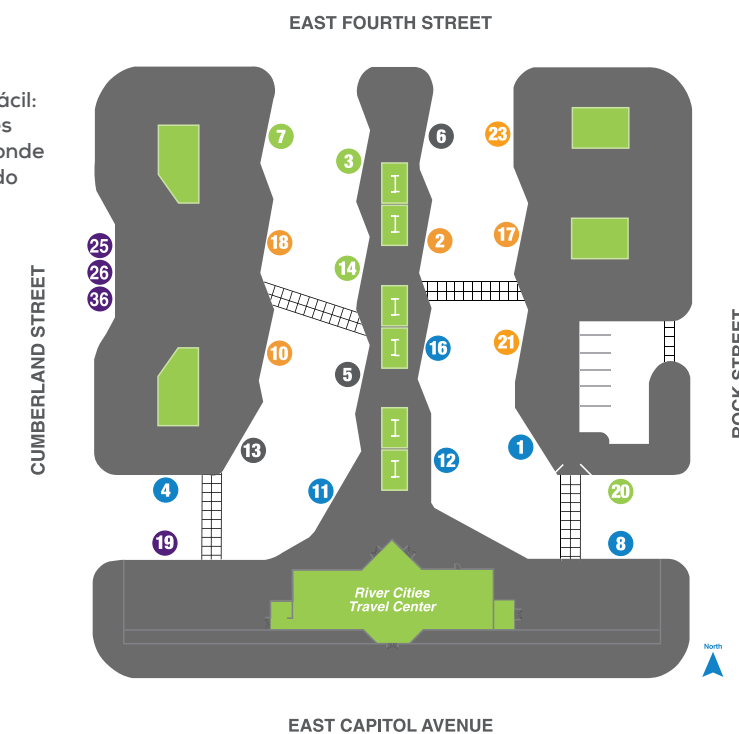 EAST FOURTH STREET
ácil:
onde
do
7
3
6
23
25
26
36
18
14
2
17
10
5
16
21
13
11
12
1
4
20
19
8
CUMBERLAND STREET
ROCK STREET
River Cities
Travel Center
North
EAST CAPITOL AVENUE